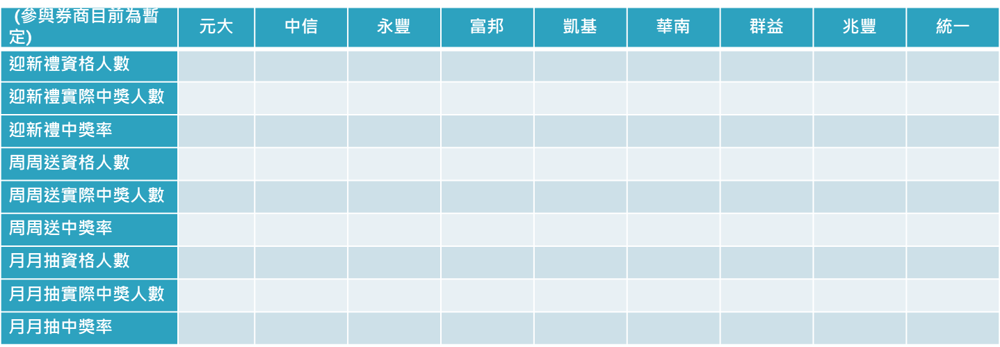 (參與券商目前為暫
定)
元大 中信 永豐 富邦 凱基 華南 群益 兆豐 統一
迎新禮資格人數
迎新禮實際中獎人數
迎新禮中獎率
周周送資格人數
周周送實際中獎人數
周周送中獎率
月月抽資格人數
月月抽實際中獎人數
月月抽中獎率